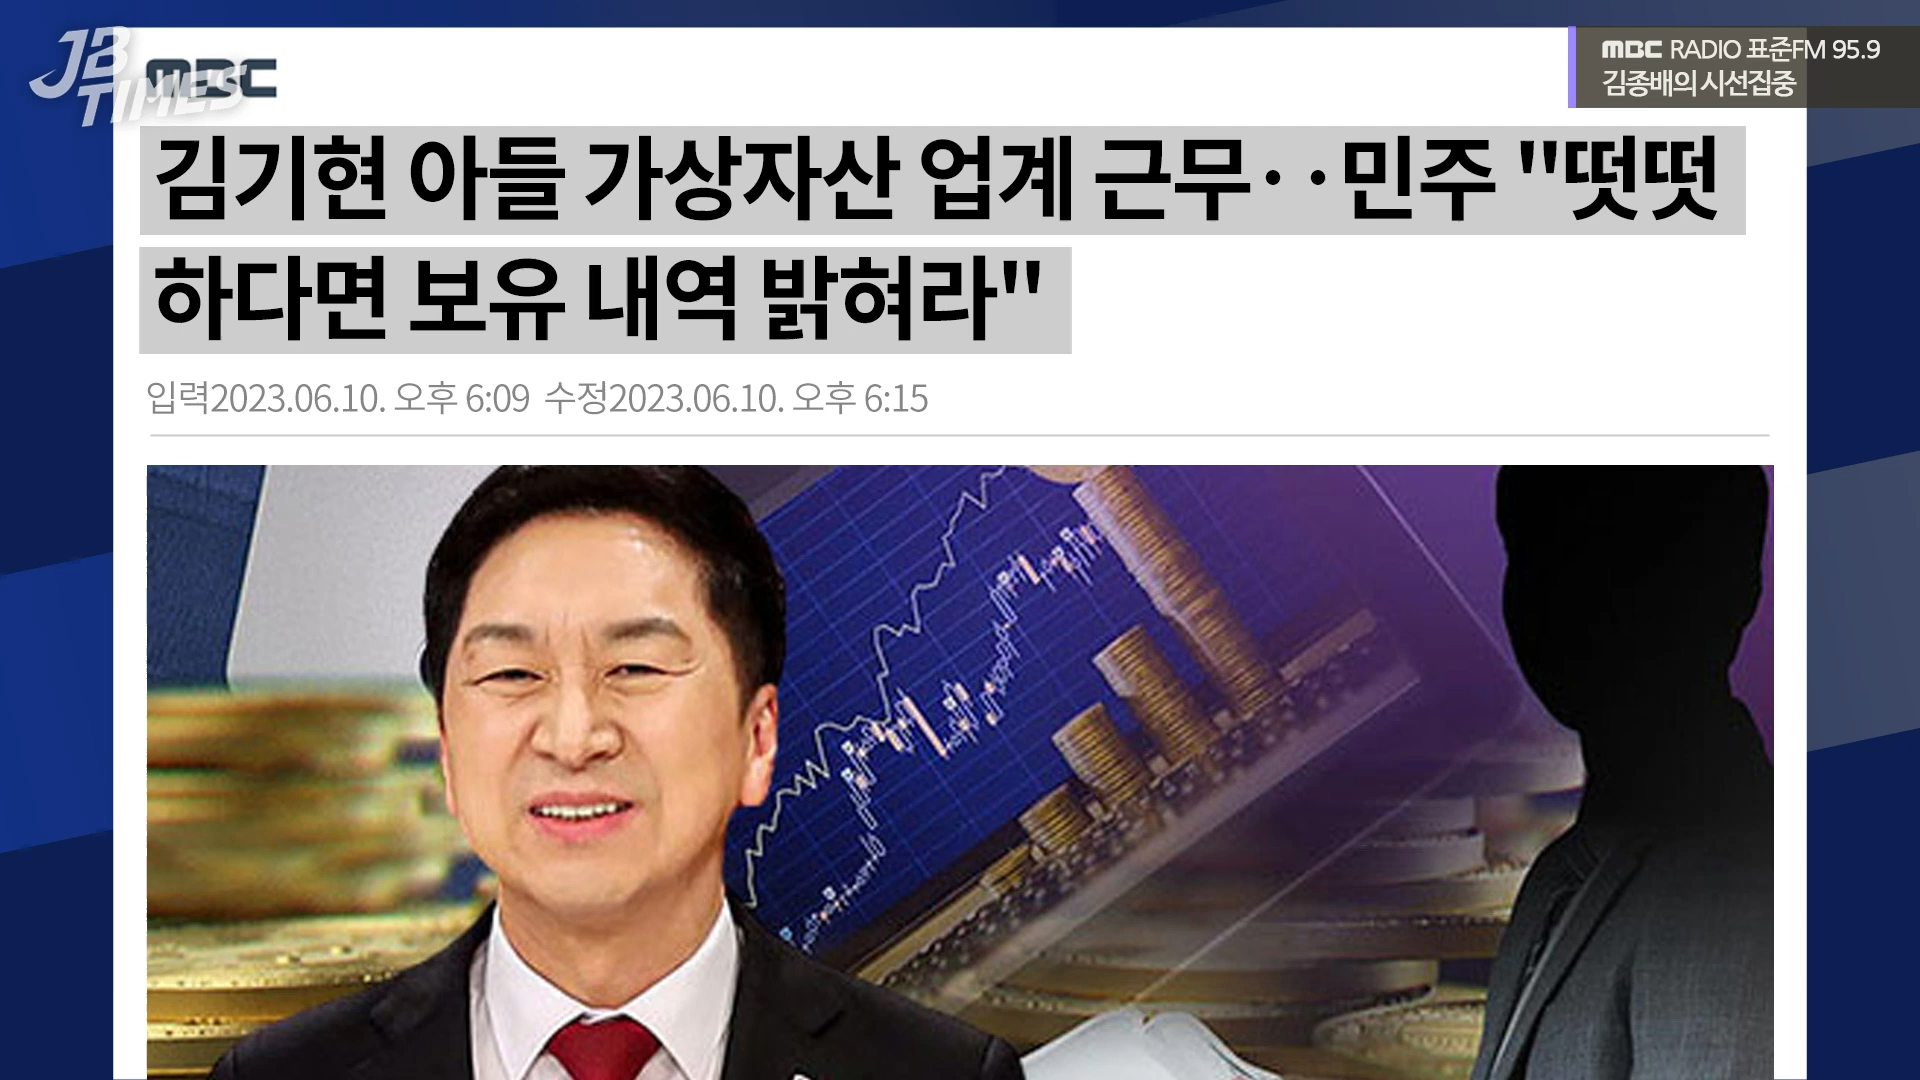 JB
TIMES
MBC
MBC RADIO 표준FM 95.9
김종배의 시선집중
김기현 아들 가상자산 업계 근무··민주 "떳떳
하다면 보유 내역 밝혀라"
입력2023.06.10. 오후 6:09 수정2023.06.10. 오후 6:15